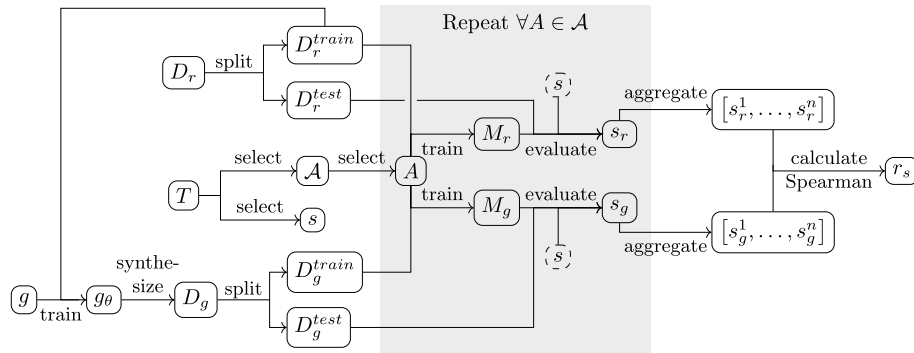 Repeat ∀A ∈ 𝒜
D_r^{train}
D_r
split
D_r^{test}
s
aggregate
[s_r^1, . . . , s_r^n]
M_r
s_r
train
evaluate
select
select
calculate
T
𝒜
A
Spearman
r_s
select
s
train
evaluate
M_g
s_g
[s_g^1, . . . , s_g^n]
aggregate
s
D_g^{train}
synthe-
size
split
g
train
g_θ
D_g
D_g^{test}